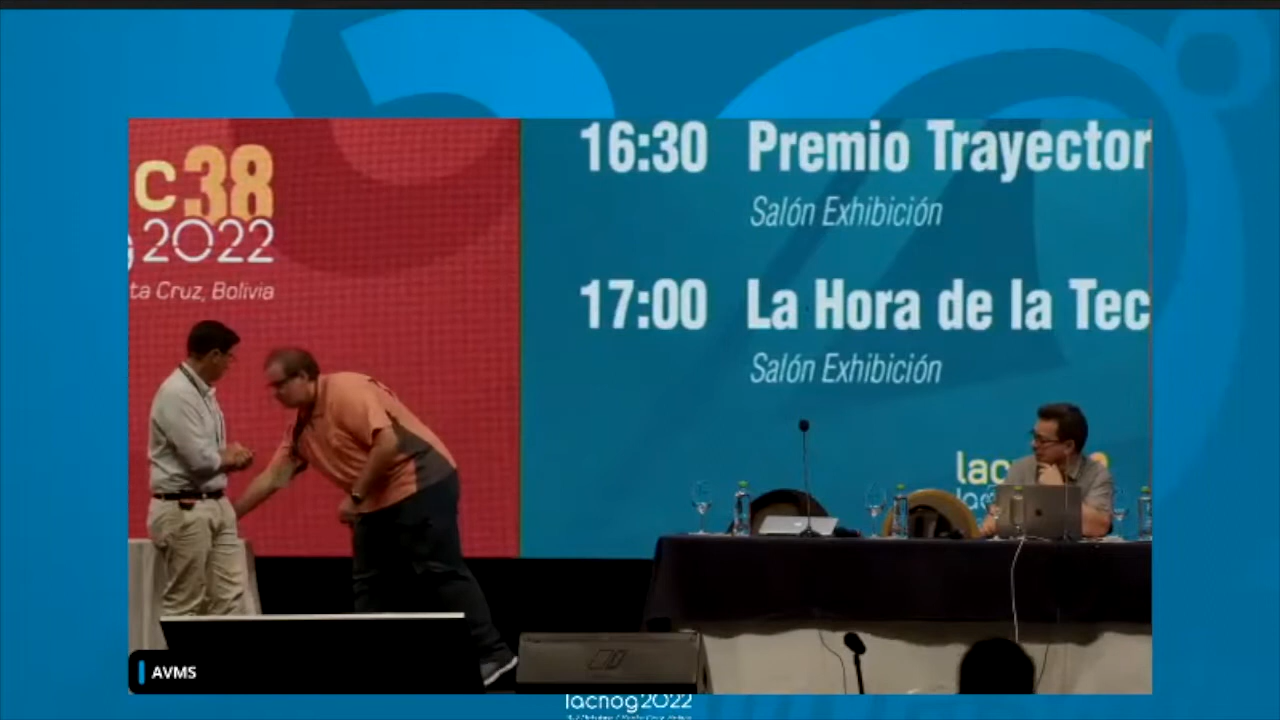 c38
2022
ta Cruz, Bolivia
16:30 Premio Trayector
Salón Exhibición
17:00 La Hora de la Tec
Salón Exhibición
lac
AVMS
lacnog2022